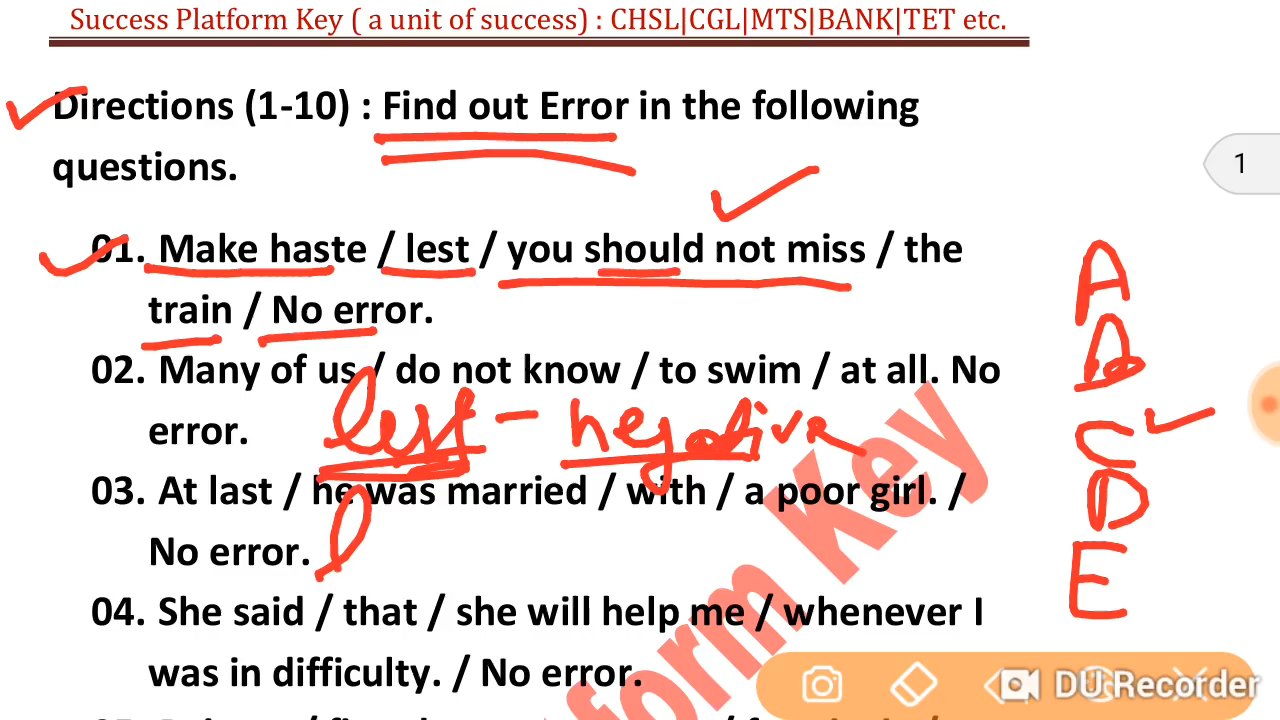 Success Platform Key ( a unit of success) : CHSL|CGL|MTS|BANK|TET etc.
Directions (1-10) : Find out Error in the following
questions.
1
01. Make haste / lest / you should not miss / the
train / No error.
02. Many of us / do not know / to swim / at all. No
error.
lest - negative
03. At last / he was married / with / a poor girl. /
No error.
l
04. She said / that / she will help me / whenever I
was in difficulty. / No error.
A
B
C
D
E
form Key
DU Recorder